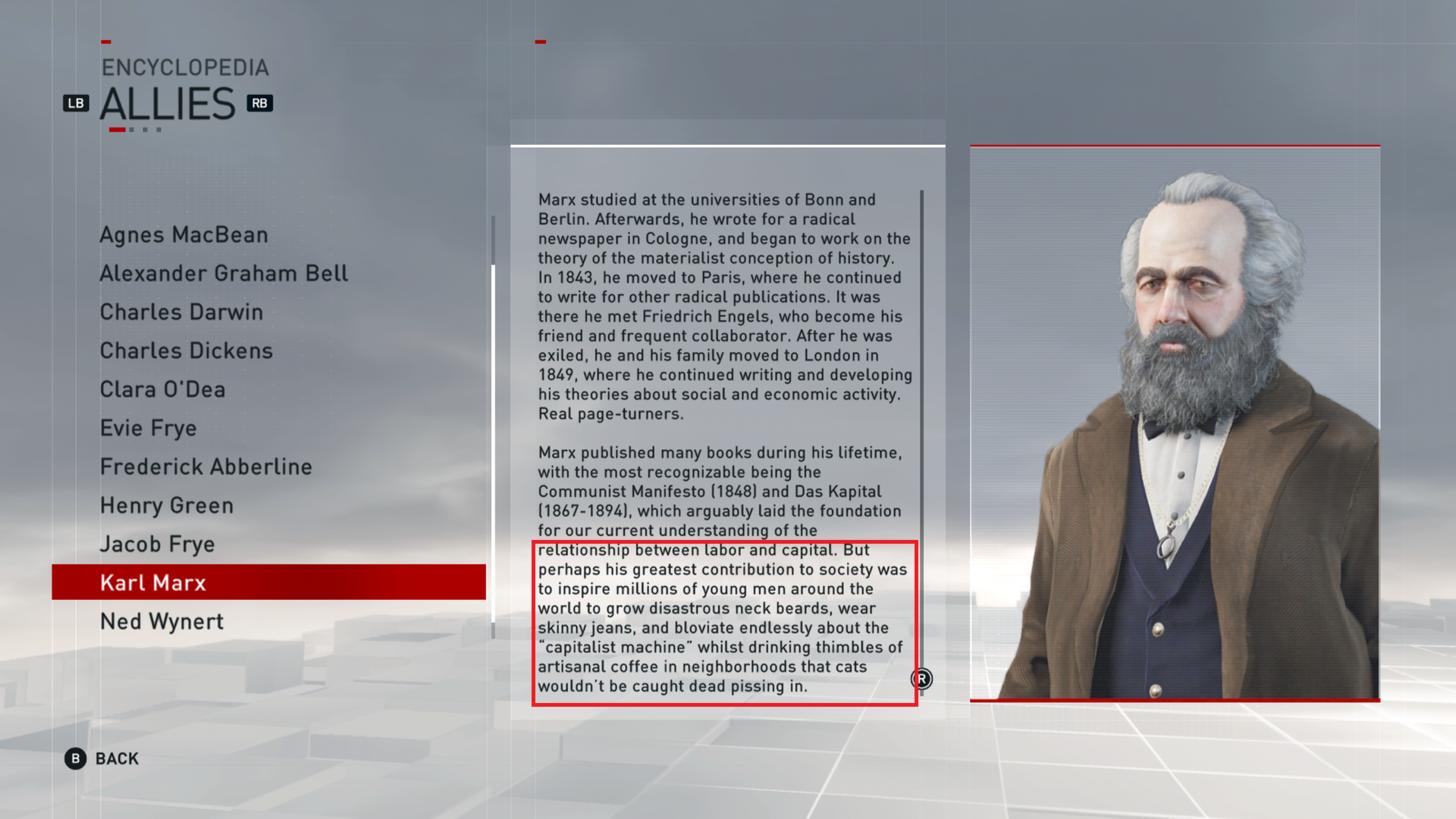 ENCYCLOPEDIA
LB ALLIES RB
Agnes MacBean
Alexander Graham Bell
Charles Darwin
Charles Dickens
Clara O'Dea
Evie Frye
Frederick Abberline
Henry Green
Jacob Frye
Karl Marx
Ned Wynert
Marx studied at the universities of Bonn and
Berlin. Afterwards, he wrote for a radical
newspaper in Cologne, and began to work on the
theory of the materialist conception of history.
In 1843, he moved to Paris, where he continued
to write for other radical publications. It was
there he met Friedrich Engels, who become his
friend and frequent collaborator. After he was
exiled, he and his family moved to London in
1849, where he continued writing and developing
his theories about social and economic activity.
Real page-turners.
Marx published many books during his lifetime,
with the most recognizable being the
Communist Manifesto (1848) and Das Kapital
(1867-1894), which arguably laid the foundation
for our current understanding of the
relationship between labor and capital. But
perhaps his greatest contribution to society was
to inspire millions of young men around the
world to grow disastrous neck beards, wear
skinny jeans, and bloviate endlessly about the
"capitalist machine" whilst drinking thimbles of
artisanal coffee in neighborhoods that cats
wouldn't be caught dead pissing in.
R
B BACK